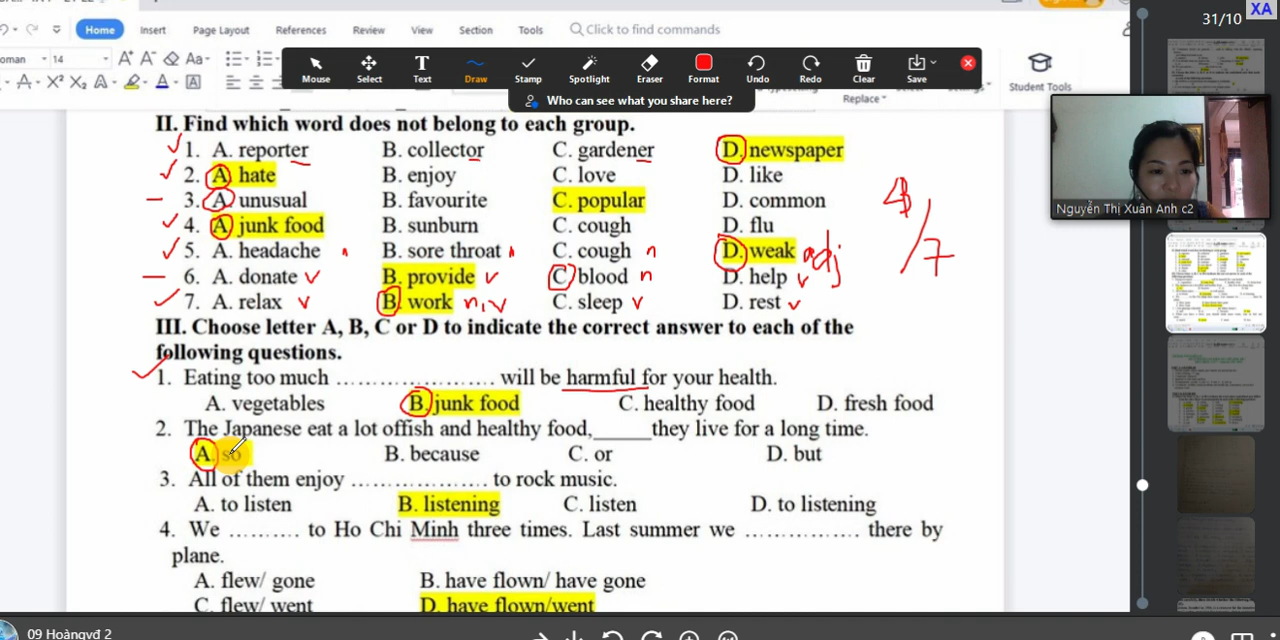 XA
31/10
Home Insert Page Layout References Review View Section Tools Click to find commands
14
Mouse Select Text Draw Stamp Spotlight Eraser Format Undo Redo Clear Save
Student Tools
Who can see what you share here?
Replace
Nguyễn Thị Xuân Anh c2
II. Find which word does not belong to each group.
1. A. reporter B. collector C. gardener D. newspaper
2. A hate B. enjoy C. love D. like
3. A unusual B. favourite C. popular D. common
4. A junk food B. sunburn C. cough D. flu
5. A. headache n B. sore throat n C. cough n D. weak adj
6. A. donate v B. provide v C blood n D. help v
7. A. relax v B. work n, v C. sleep v D. rest v
/7
III. Choose letter A, B, C or D to indicate the correct answer to each of the
following questions.
1. Eating too much ........................ will be harmful for your health.
A. vegetables B. junk food C. healthy food D. fresh food
2. The Japanese eat a lot offish and healthy food,_____they live for a long time.
A. so B. because C. or D. but
3. All of them enjoy .................... to rock music.
A. to listen B. listening C. listen D. to listening
4. We .......... to Ho Chi Minh three times. Last summer we ................ there by
plane.
A. flew/ gone B. have flown/ have gone
C. flew/ went D. have flown/went
09 Hoàngvđ 2